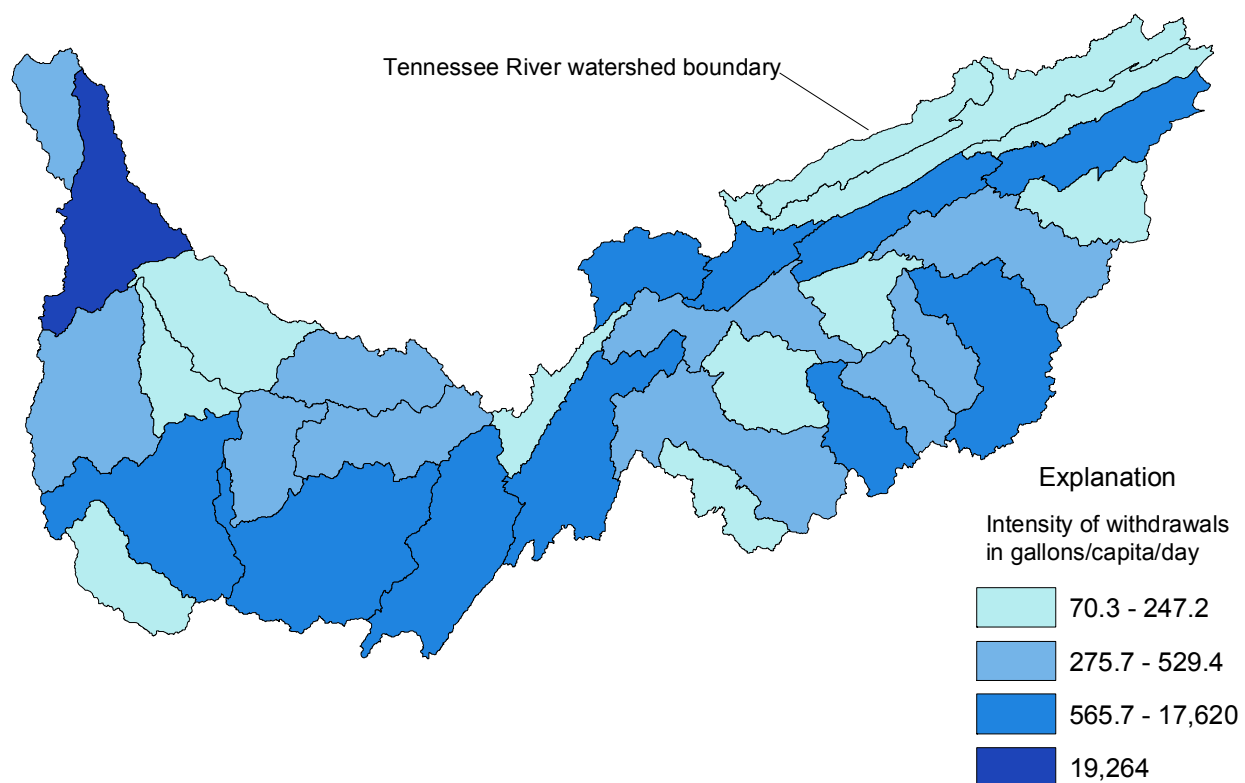 Tennessee River watershed boundary
Explanation
Intensity of withdrawals
in gallons/capita/day
70.3 - 247.2
275.7 - 529.4
565.7 - 17,620
19,264